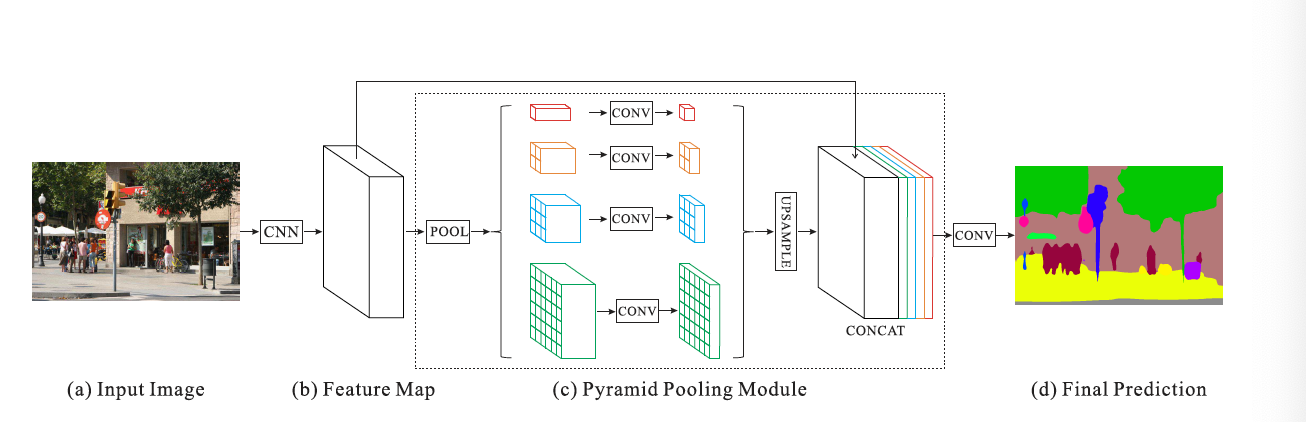 CNN
POOL
CONV
CONV
CONV
CONV
UPSAMPLE
CONCAT
CONV
(a) Input Image
(b) Feature Map
(c) Pyramid Pooling Module
(d) Final Prediction